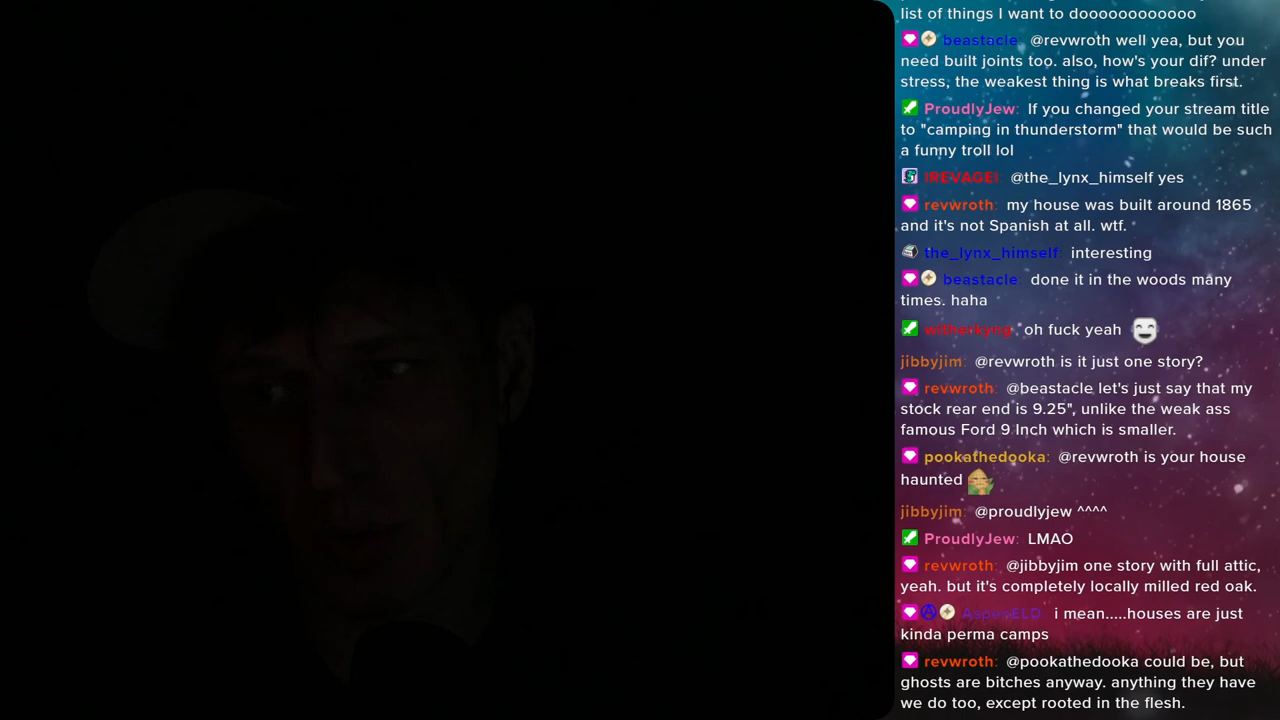 list of things I want to doooooooooooo
beastacle: @revwroth well yea, but you
need built joints too. also, how's your dif? under
stress; the weakest thing is what breaks first.
ProudlyJew: If you changed your stream title
to "camping in thunderstorm" that would be such
a funny troll lol
IREVAGEI: @the_lynx_himself yes
revwroth: my house was built around 1865
and it's not Spanish at all. wtf.
the_lynx_himself: interesting
beastacle: done it in the woods many
times. haha
witherkyng: oh fuck yeah
jibbyjim: @revwroth is it just one story?
revwroth: @beastacle let's just say that my
stock rear end is 9.25", unlike the weak ass
famous Ford 9 Inch which is smaller.
pookathedooka: @revwroth is your house
haunted
jibbyjim: @proudlyjew ^^^^
ProudlyJew: LMAO
revwroth: @jibbyjim one story with full attic,
yeah. but it's completely locally milled red oak.
AspenELD: i mean.....houses are just
kinda perma camps
revwroth: @pookathedooka could be, but
ghosts are bitches anyway. anything they have
we do too, except rooted in the flesh.